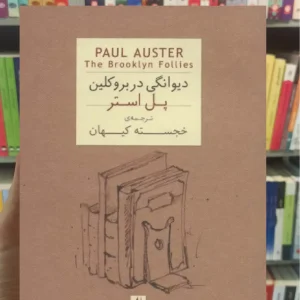 PAUL AUSTER
The Brooklyn Follies
دیوانگی در بروکلین
پل استر
ترجمه‌ی
خجسته کیهان